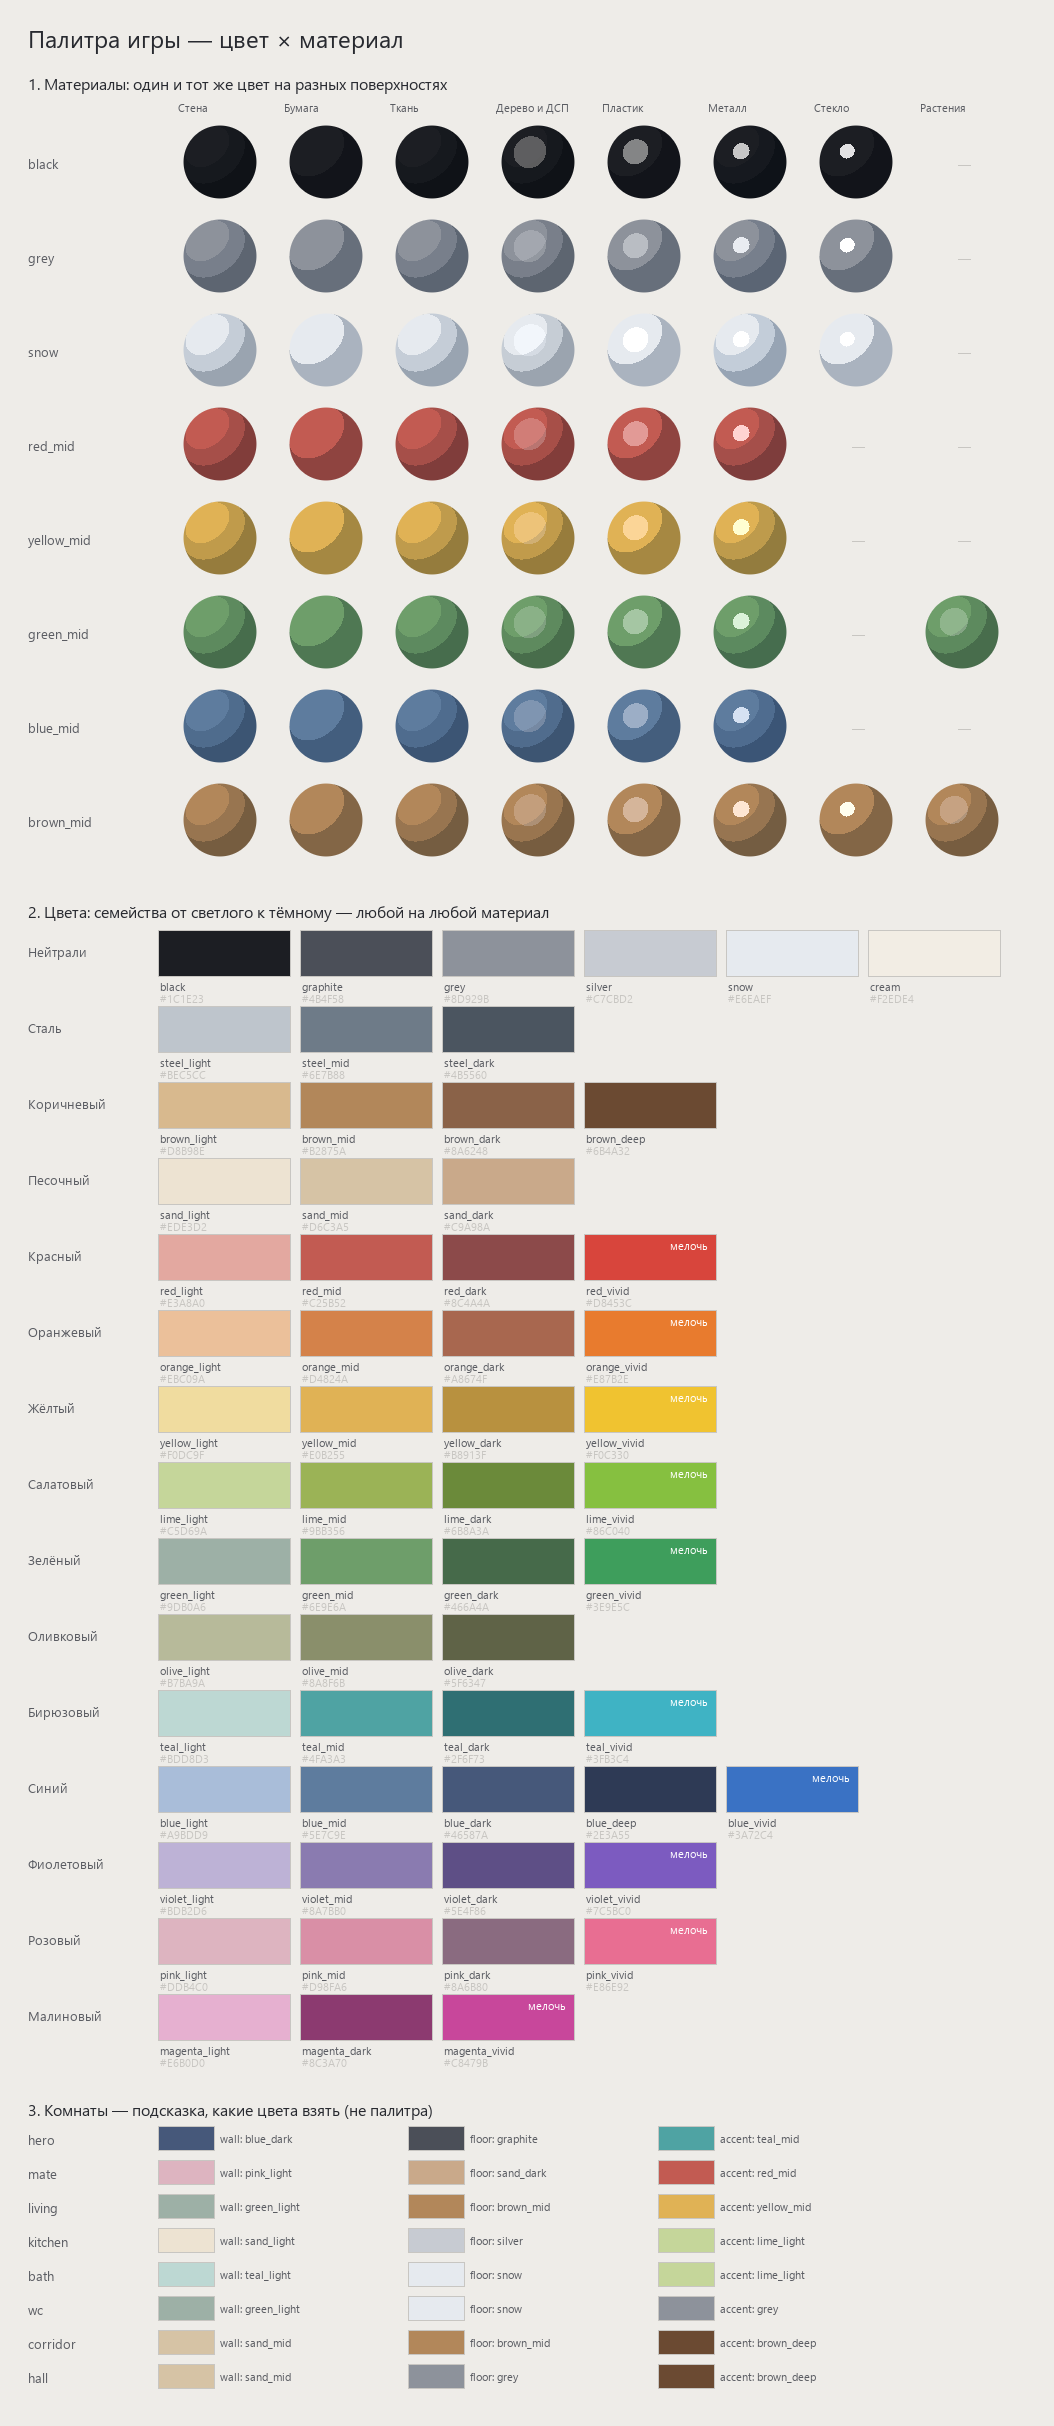 Палитра игры — цвет × материал
1. Материалы: один и тот же цвет на разных поверхностях
Стена Бумага Ткань Дерево и ДСП Пластик Металл Стекло Растения
black —
grey —
snow —
red_mid — —
yellow_mid — —
green_mid —
blue_mid — —
brown_mid
2. Цвета: семейства от светлого к тёмному — любой на любой материал
Нейтрали
black graphite grey silver snow cream
#1C1E23 #4B4F58 #8D929B #C7CBD2 #E6EAEF #F2EDE4
Сталь
steel_light steel_mid steel_dark
#BEC5CC #6E7B88 #4B5560
Коричневый
brown_light brown_mid brown_dark brown_deep
#D8B98E #B2875A #8A624B #6B4A32
Песочный
sand_light sand_mid sand_dark
#EDE3D2 #D6C3A5 #C9A98A
Красный мелочь
red_light red_mid red_dark red_vivid
#E3A8A0 #C25B52 #8C4A4A #D8453C
Оранжевый мелочь
orange_light orange_mid orange_dark orange_vivid
#EBC09A #D4824A #A8674F #E87B2E
Жёлтый мелочь
yellow_light yellow_mid yellow_dark yellow_vivid
#F0DC9F #E0B255 #B8913F #F0C330
Салатовый мелочь
lime_light lime_mid lime_dark lime_vivid
#C5D69A #9BB356 #6B8A3A #86C040
Зелёный мелочь
green_light green_mid green_dark green_vivid
#9DB0A6 #6E9E6A #466A4A #3E9E5C
Оливковый
olive_light olive_mid olive_dark
#B7BA9A #8A8F6B #5F6347
Бирюзовый мелочь
teal_light teal_mid teal_dark teal_vivid
#BDD8D3 #4FA3A3 #2F6F73 #3FB3C4
Синий мелочь
blue_light blue_mid blue_dark blue_deep blue_vivid
#A9BDD9 #5E7C9E #46587A #2E3A55 #3A72C4
Фиолетовый мелочь
violet_light violet_mid violet_dark violet_vivid
#BDB2D6 #8A7BB0 #5E4F86 #7C5BC0
Розовый мелочь
pink_light pink_mid pink_dark pink_vivid
#DDB4C0 #D98FA6 #8A6B80 #E86E92
Малиновый мелочь
magenta_light magenta_dark magenta_vivid
#E6B0D0 #8C3A70 #C8479B
3. Комнаты — подсказка, какие цвета взять (не палитра)
hero wall: blue_dark floor: graphite accent: teal_mid
mate wall: pink_light floor: sand_dark accent: red_mid
living wall: green_light floor: brown_mid accent: yellow_mid
kitchen wall: sand_light floor: silver accent: lime_light
bath wall: teal_light floor: snow accent: lime_light
wc wall: green_light floor: snow accent: grey
corridor wall: sand_mid floor: brown_mid accent: brown_deep
hall wall: sand_mid floor: grey accent: brown_deep